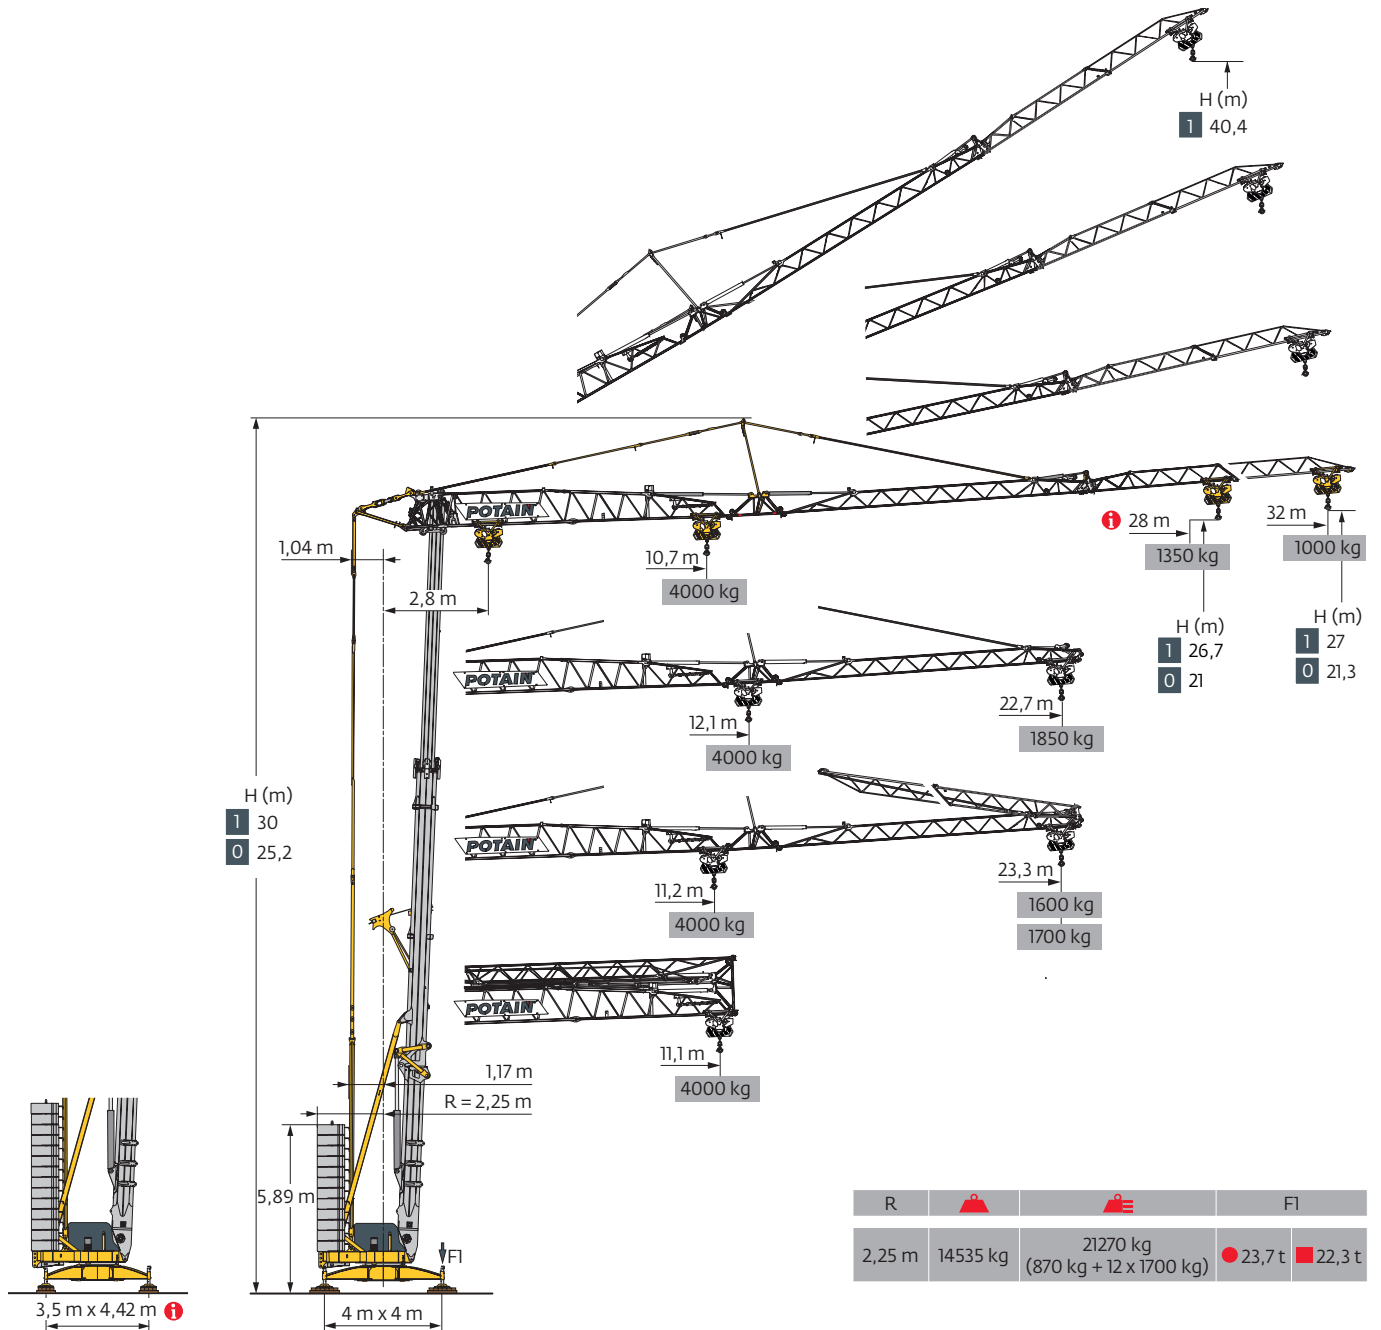 H (m)
1 40,4
POTAIN
1,04 m
2,8 m
10,7 m
4000 kg
i 28 m
1350 kg
32 m
1000 kg
H (m)
1 26,7
0 21
H (m)
1 27
0 21,3
POTAIN
12,1 m
4000 kg
22,7 m
1850 kg
H (m)
1 30
0 25,2
POTAIN
11,2 m
4000 kg
23,3 m
1600 kg
1700 kg
POTAIN
11,1 m
4000 kg
1,17 m
R = 2,25 m
5,89 m
F1
3,5 m x 4,42 m i
4 m x 4 m
R F1
2,25 m 14535 kg 21270 kg 23,7 t 22,3 t
(870 kg + 12 x 1700 kg)